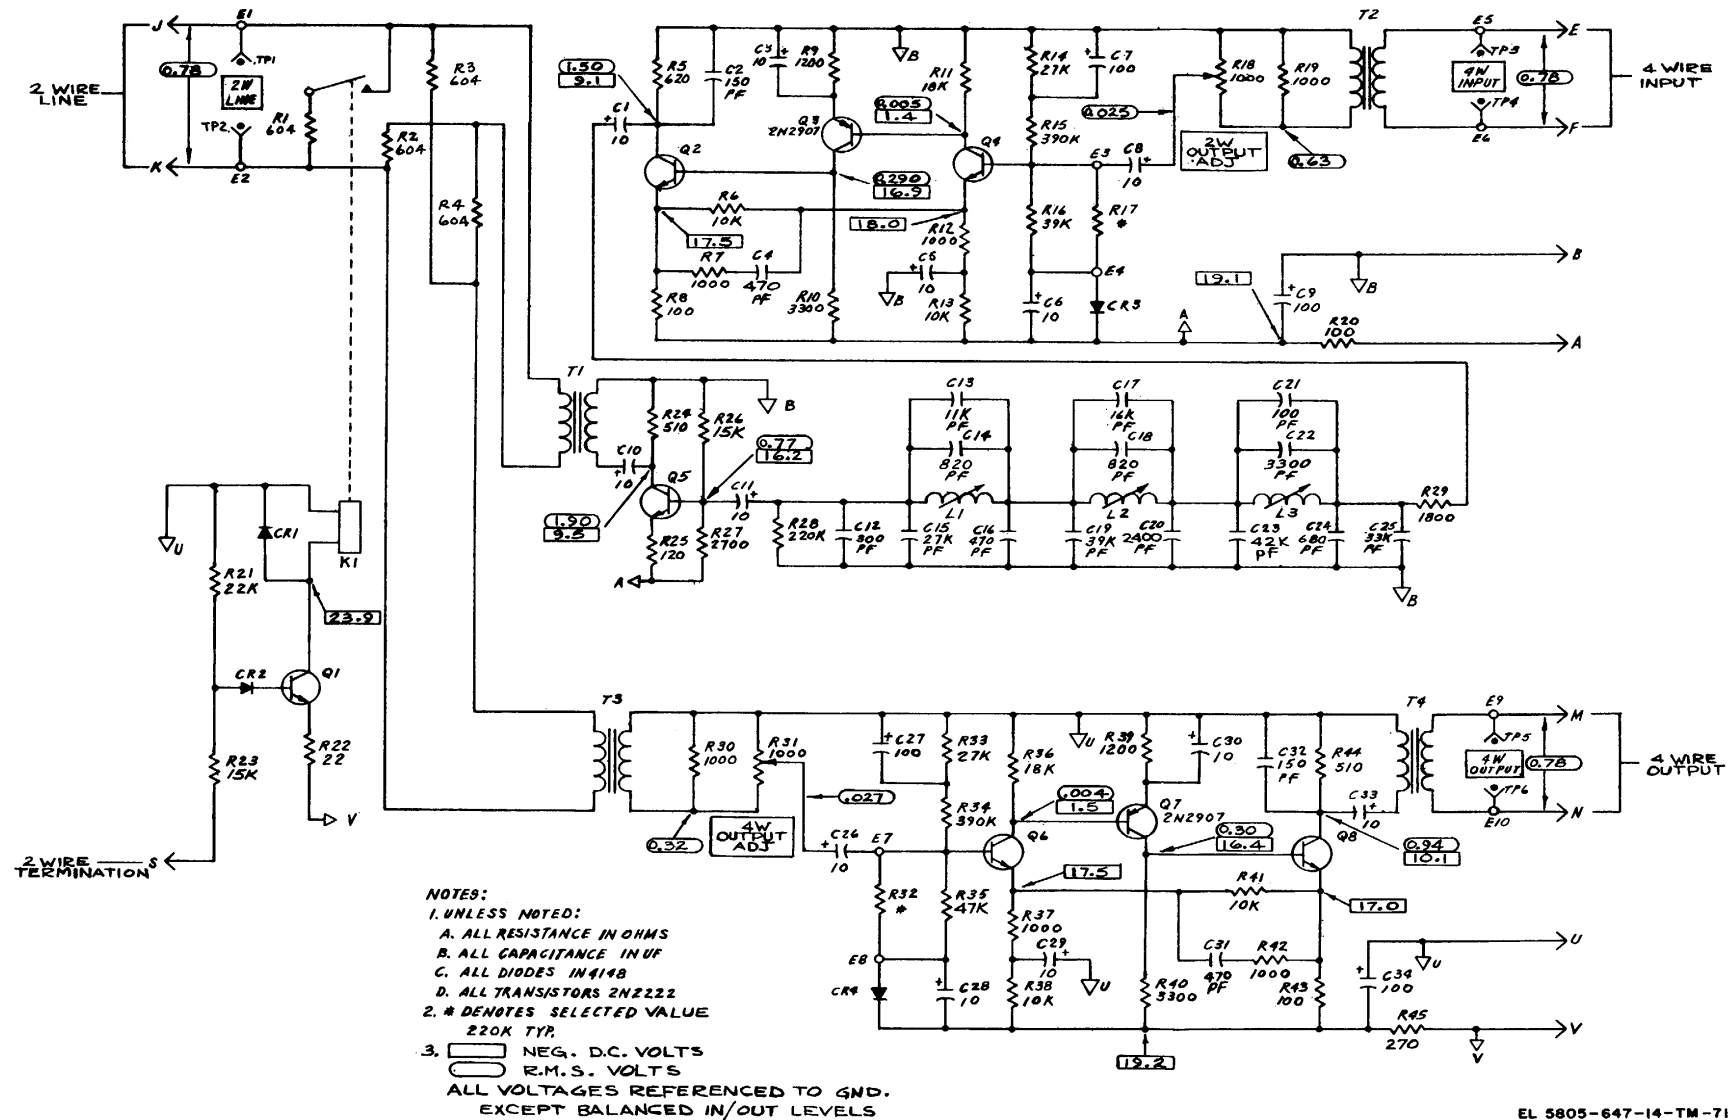 J
E1
0.78
TP1
2W
LINE
2 WIRE
LINE
TP2
R1
604
K
E2
R3
604
R2
604
R4
604
1.50
9.1
R5
620
C2
150
PF
C3
10
R9
1200
C1
10
Q2
Q3
2N2907
0.005
1.4
R11
18K
Q4
0.290
16.9
R6
10K
17.5
18.0
R7
1000
C4
470
PF
R8
100
R10
3300
B
C5
10
B
R12
1000
R13
10K
R14
27K
C7
100
R15
390K
R16
39K
E3
C8
10
R17
*
E4
C6
10
CR3
0.025
R18
1000
R19
1000
2W
OUTPUT
ADJ
0.63
T2
E5
E
TP3
4W
INPUT
0.78
4 WIRE
INPUT
TP4
E6
F
B
19.1
C9
100
B
A
R20
100
A
T1
C10
10
R24
510
R26
15K
B
0.77
16.2
Q5
C11
10
1.90
9.5
R25
120
R27
2700
A
R28
220K
C12
800
PF
C13
11K
PF
C14
820
PF
L1
C15
27K
PF
C16
470
PF
C17
16K
PF
C18
820
PF
L2
C19
39K
PF
C20
2400
PF
C21
100
PF
C22
3300
PF
L3
C23
42K
PF
C24
680
PF
C25
33K
PF
R29
1800
B
U
CR1
K1
R21
22K
23.9
CR2
Q1
R23
15K
R22
22
V
2 WIRE
TERMINATION
S
T3
R30
1000
R31
1000
0.32
4W
OUTPUT
ADJ
.027
C26
10
E7
C27
100
R33
27K
R34
390K
R32
*
R35
47K
E8
CR4
C28
10
R36
18K
.004
1.5
Q6
17.5
R37
1000
C29
10
R38
10K
U
U
R39
1200
C30
10
Q7
2N2907
0.30
16.4
R41
10K
C31
470
PF
R42
1000
R40
3300
R43
100
19.2
C32
150
PF
R44
510
C33
10
Q8
0.94
10.1
17.0
T4
E9
M
TP5
4W
OUTPUT
0.78
4 WIRE
OUTPUT
TP6
E10
N
U
C34
100
U
R45
270
V
V
NOTES:
1. UNLESS NOTED:
A. ALL RESISTANCE IN OHMS
B. ALL CAPACITANCE IN UF
C. ALL DIODES IN4148
D. ALL TRANSISTORS 2N2222
2. * DENOTES SELECTED VALUE
220K TYP.
3. NEG. D.C. VOLTS
R.M.S. VOLTS
ALL VOLTAGES REFERENCED TO GND.
EXCEPT BALANCED IN/OUT LEVELS
EL 5805-647-14-TM-71